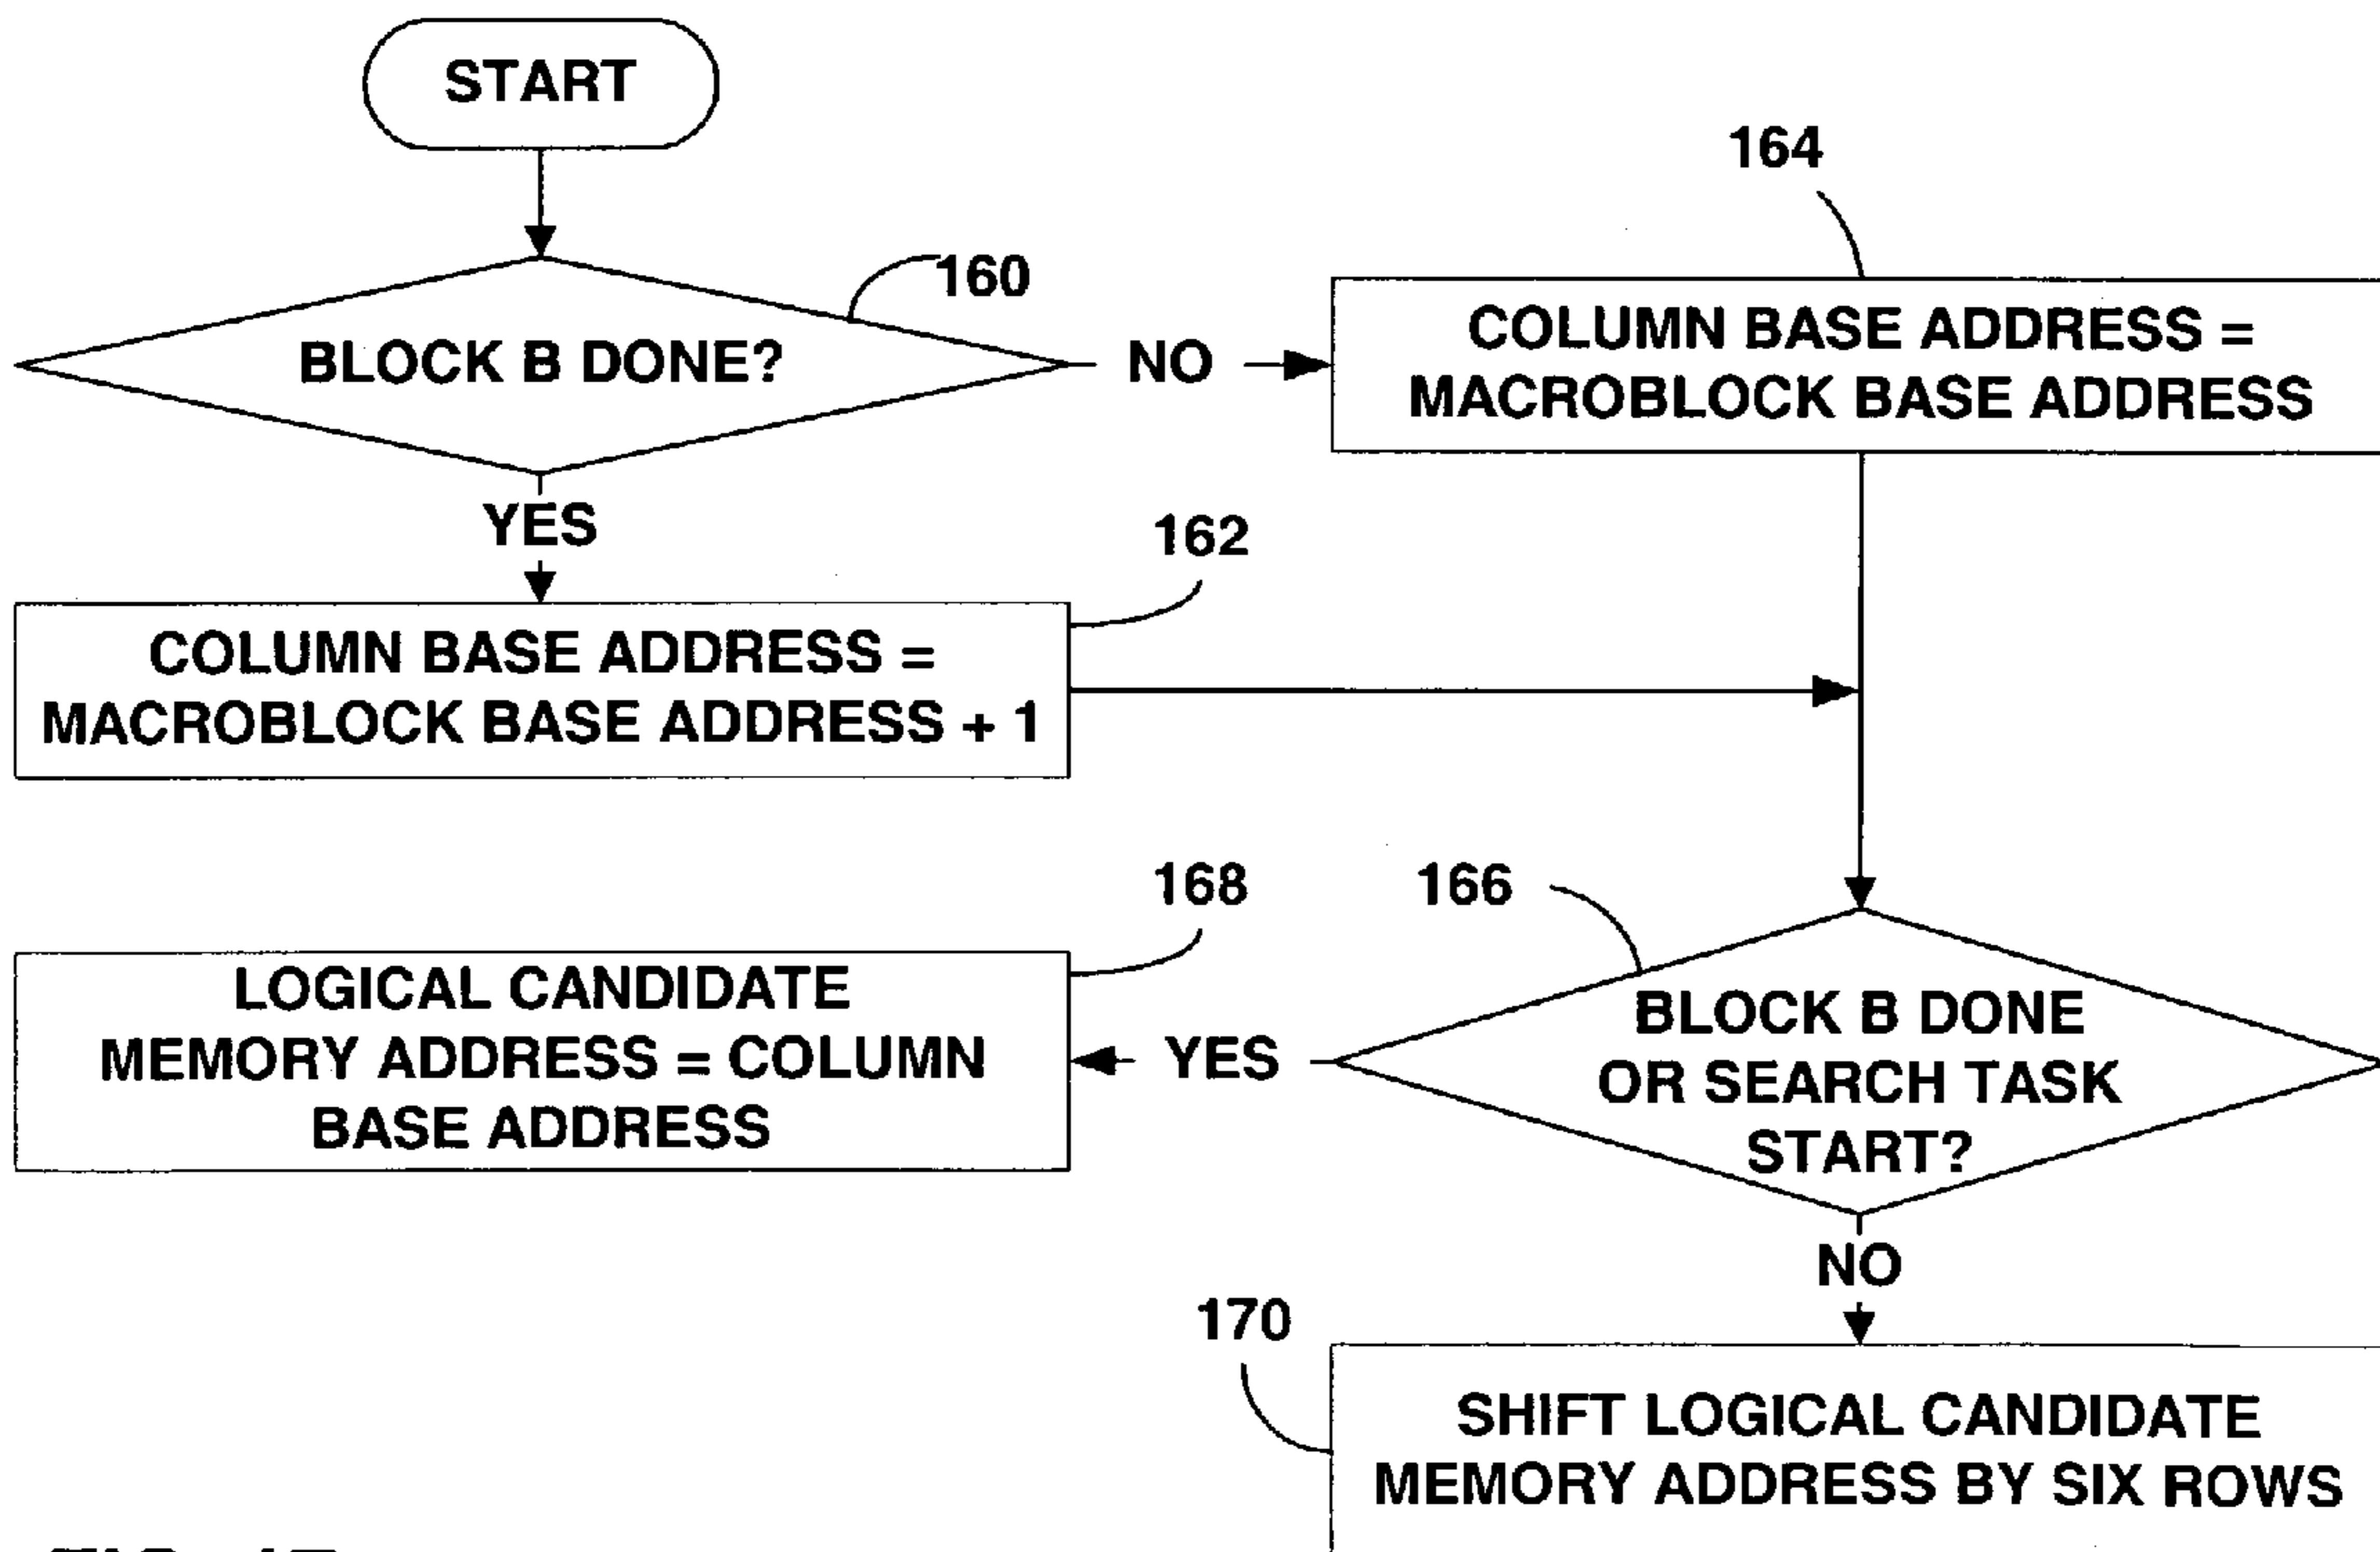 START
160
BLOCK B DONE?
NO
164
COLUMN BASE ADDRESS =
MACROBLOCK BASE ADDRESS
YES
162
COLUMN BASE ADDRESS =
MACROBLOCK BASE ADDRESS + 1
168
LOGICAL CANDIDATE
MEMORY ADDRESS = COLUMN
BASE ADDRESS
YES
166
BLOCK B DONE
OR SEARCH TASK
START?
NO
170
SHIFT LOGICAL CANDIDATE
MEMORY ADDRESS BY SIX ROWS